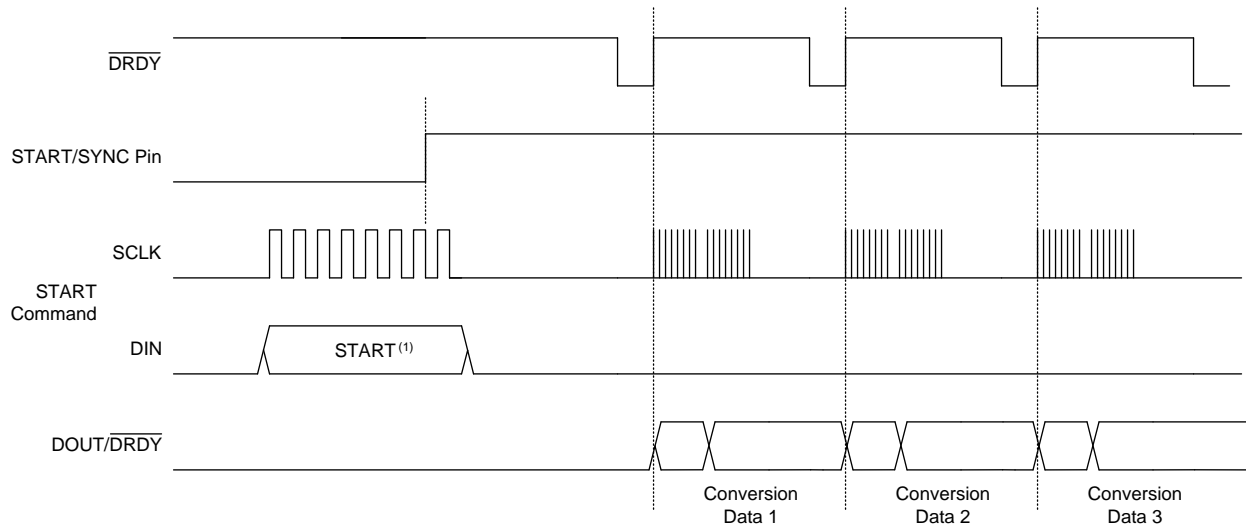 DRDY
START/SYNC Pin
SCLK
START
Command
DIN
START (1)
DOUT/DRDY
Conversion
Data 1
Conversion
Data 2
Conversion
Data 3